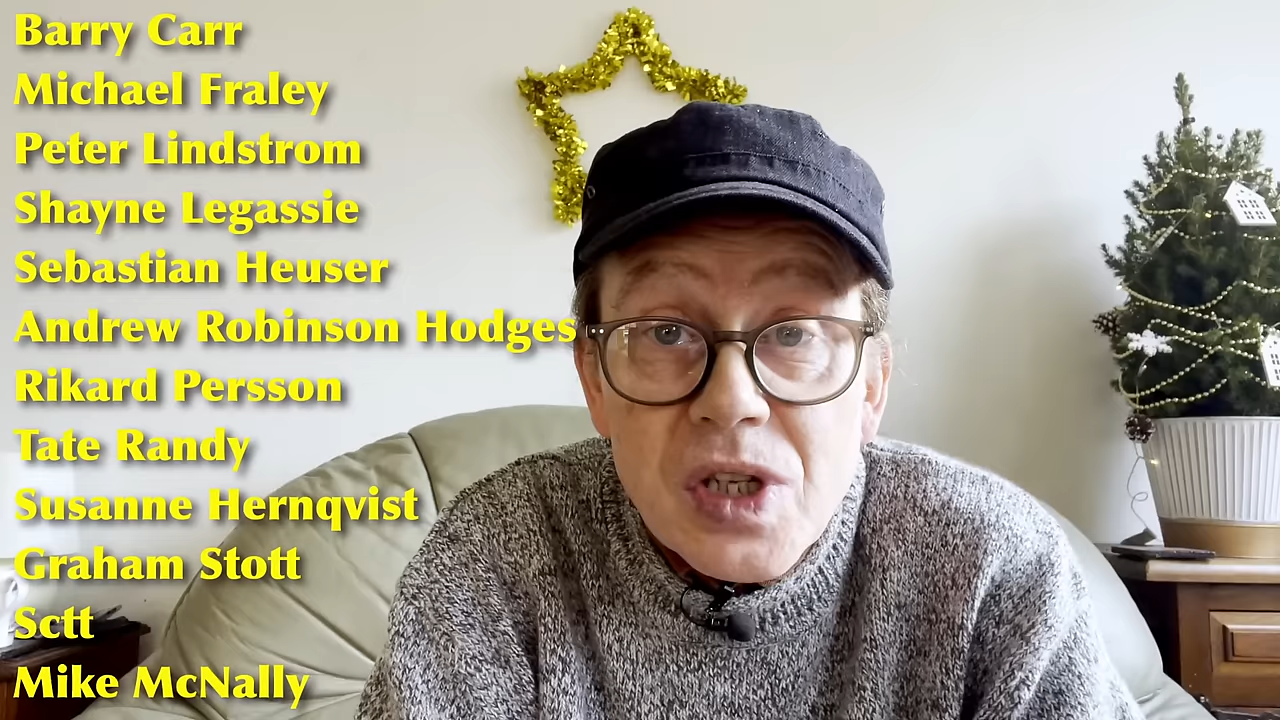 Barry Carr
Michael Fraley
Peter Lindstrom
Shayne Legassie
Sebastian Heuser
Andrew Robinson Hodges
Rikard Persson
Tate Randy
Susanne Hernqvist
Graham Stott
Sctt
Mike McNally